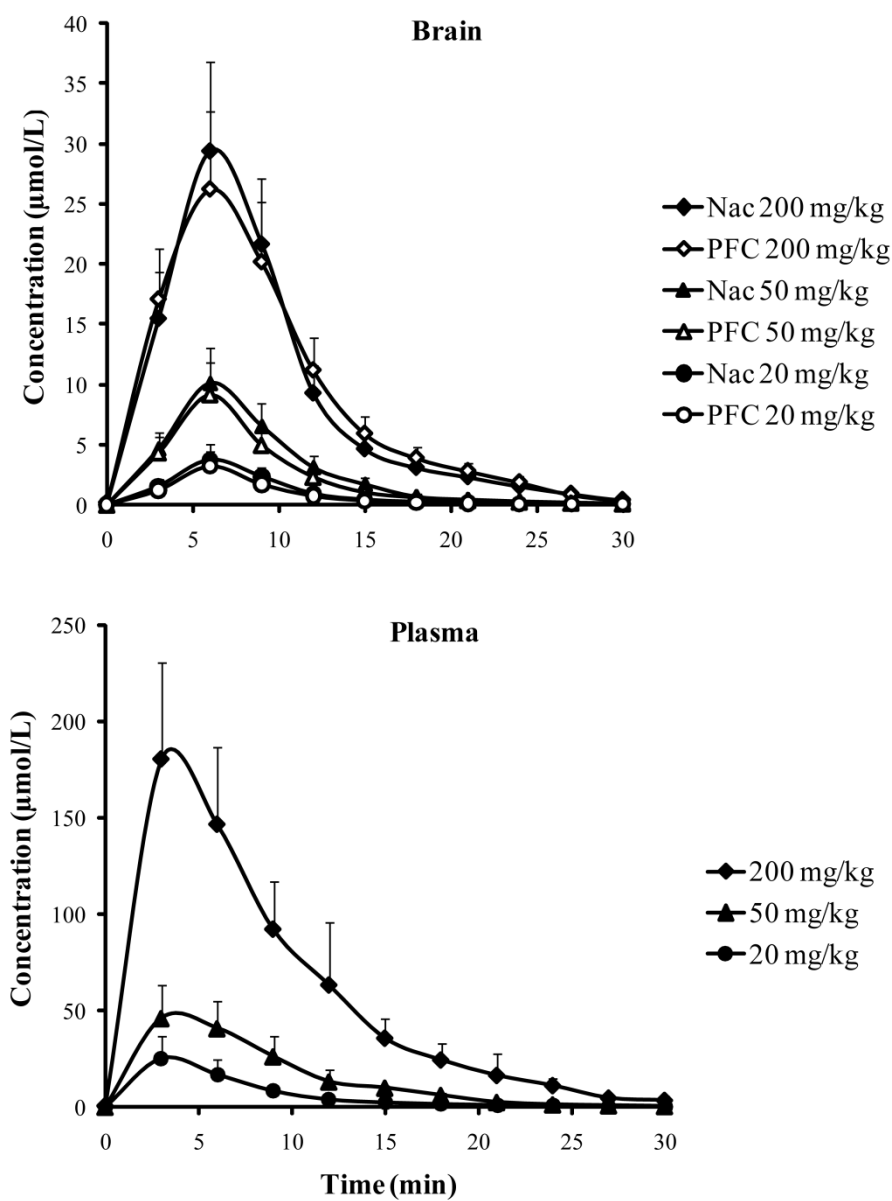 Brain
Concentration (μmol/L)
40
35
30
25
20
15
10
5
0
0 5 10 15 20 25 30
Nac 200 mg/kg
PFC 200 mg/kg
Nac 50 mg/kg
PFC 50 mg/kg
Nac 20 mg/kg
PFC 20 mg/kg
Plasma
Concentration (μmol/L)
250
200
150
100
50
0
0 5 10 15 20 25 30
Time (min)
200 mg/kg
50 mg/kg
20 mg/kg